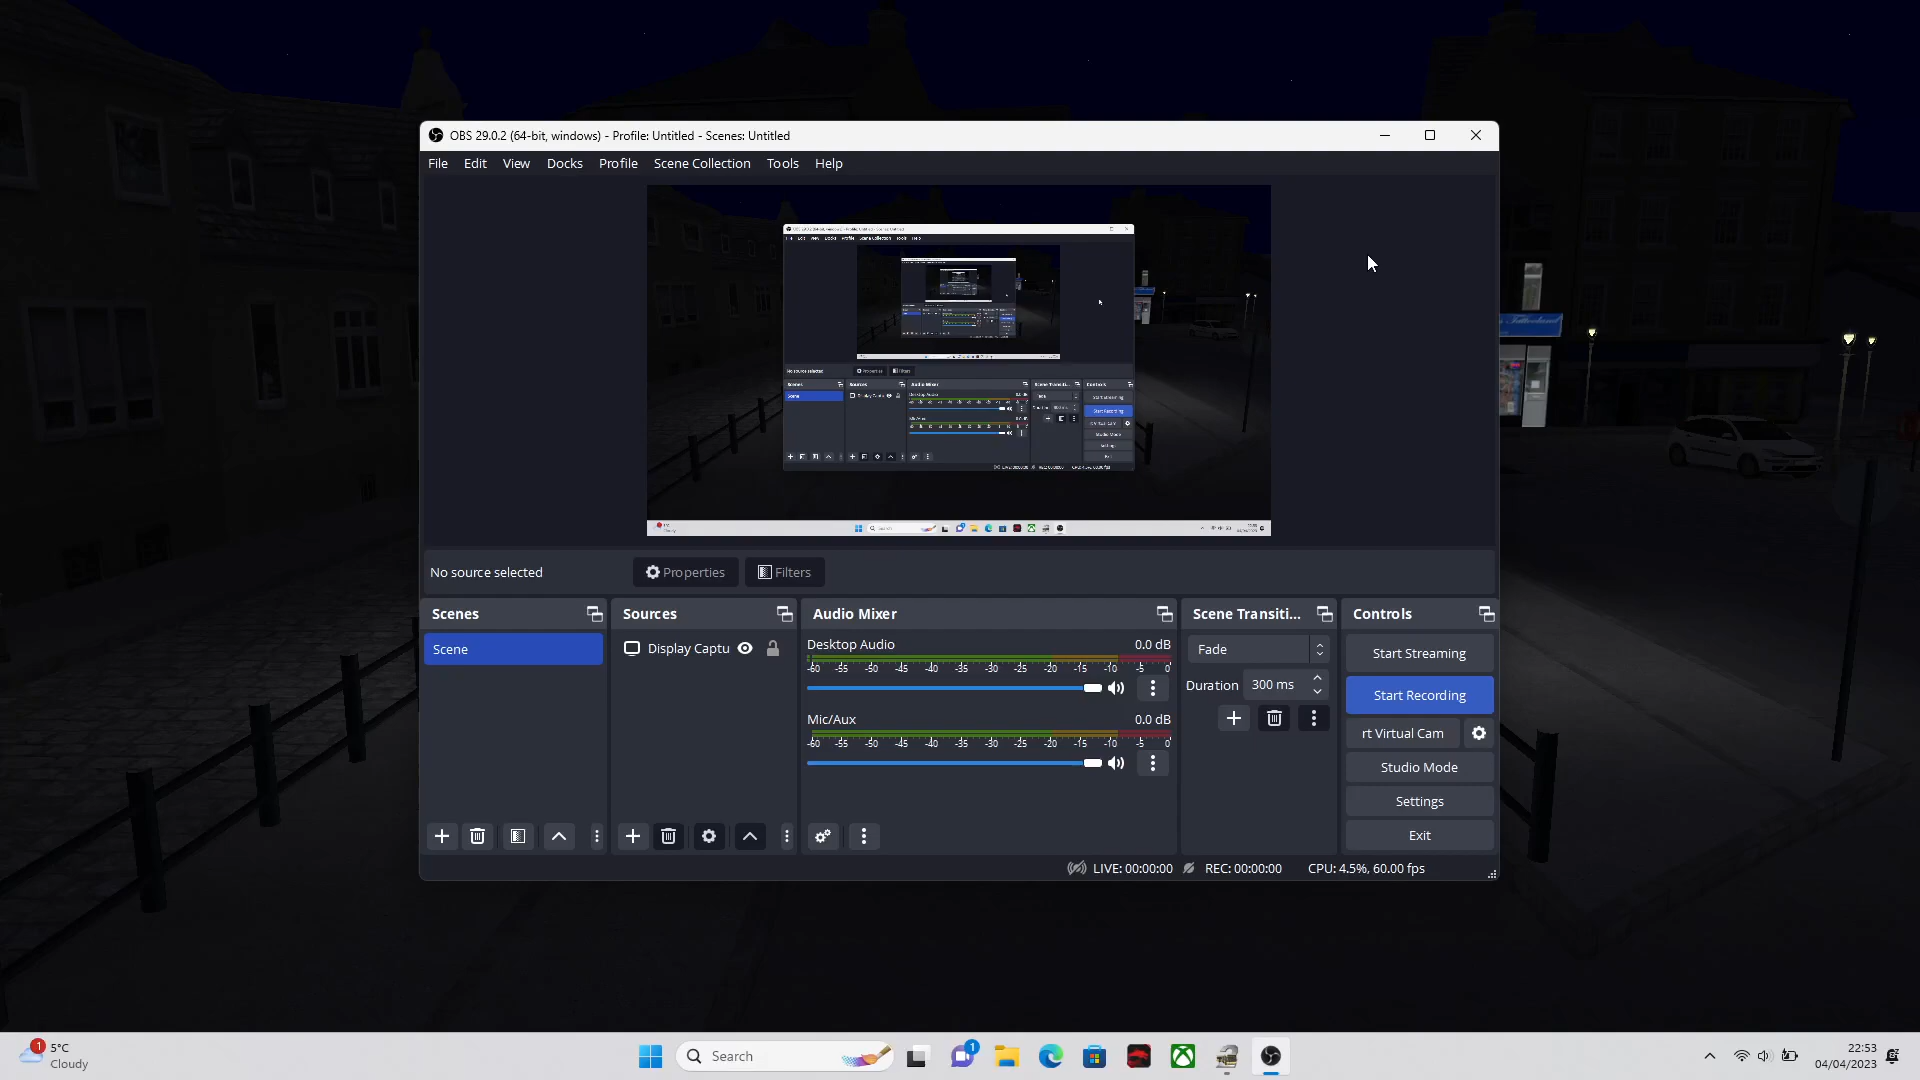 OBS 29.0.2 (64-bit, windows) - Profile: Untitled - Scenes: Untitled
File Edit View Docks Profile Scene Collection Tools Help
No source selected Properties Filters
Scenes Sources Audio Mixer Scene Transiti... Controls
Scene
Display Captu
Desktop Audio 0.0 dB
-60 -55 -50 -45 -40 -35 -30 -25 -20 -15 -10 -5 0
Mic/Aux 0.0 dB
-60 -55 -50 -45 -40 -35 -30 -25 -20 -15 -10 -5 0
Fade
Duration 300 ms
Start Streaming
Start Recording
rt Virtual Cam
Studio Mode
Settings
Exit
LIVE: 00:00:00 REC: 00:00:00 CPU: 4.5%, 60.00 fps
1 5°C
Cloudy
Search
1
22:53
04/04/2023